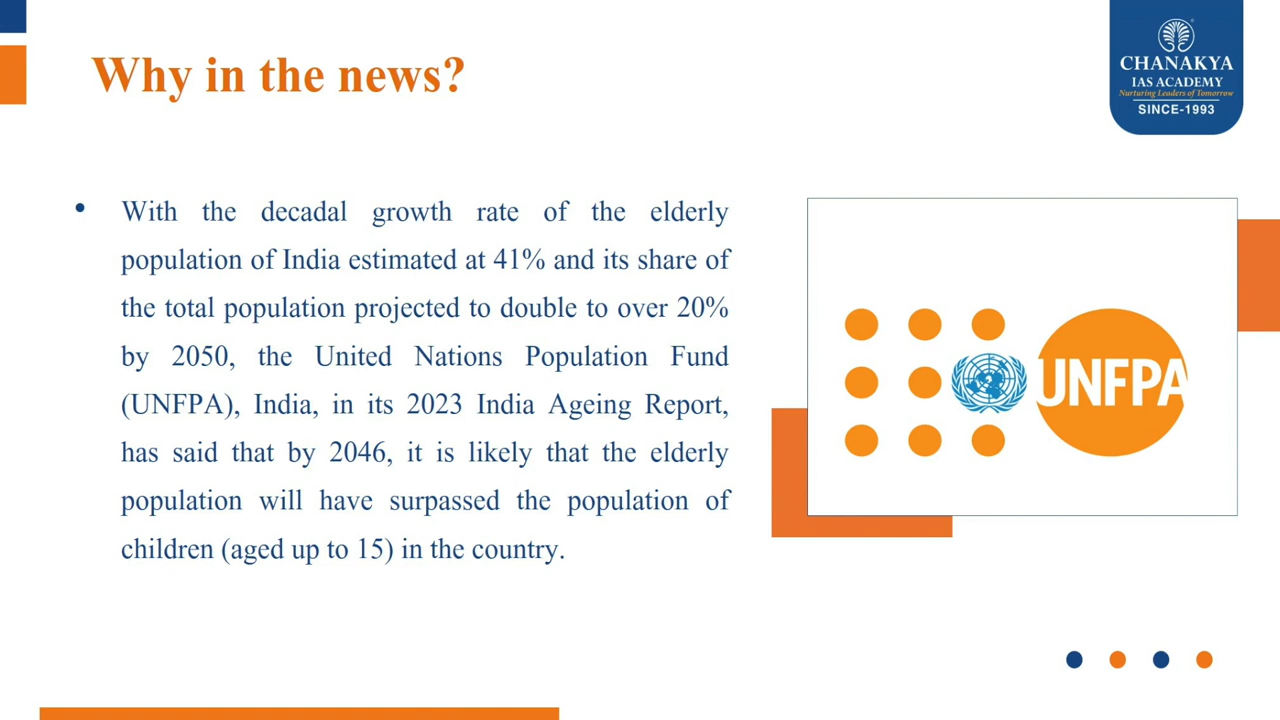 Why in the news?
CHANAKYA
IAS ACADEMY
Nurturing Leaders of Tomorrow
SINCE-1993
• With the decadal growth rate of the elderly
population of India estimated at 41% and its share of
the total population projected to double to over 20%
by 2050, the United Nations Population Fund
(UNFPA), India, in its 2023 India Ageing Report,
has said that by 2046, it is likely that the elderly
population will have surpassed the population of
children (aged up to 15) in the country.
UNFPA